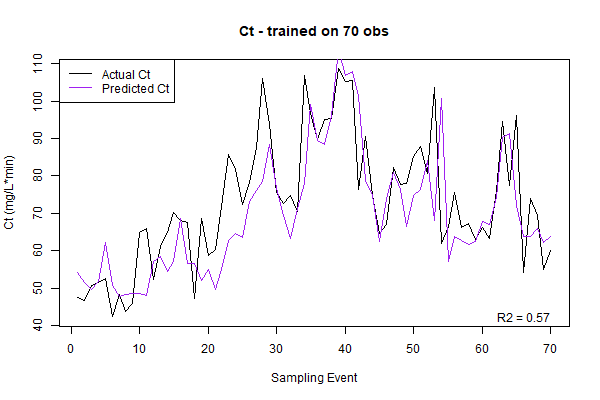 Ct - trained on 70 obs
Actual Ct
Predicted Ct
Ct (mg/L*min)
110
100
90
80
70
60
50
40
R2 = 0.57
0 10 20 30 40 50 60 70
Sampling Event